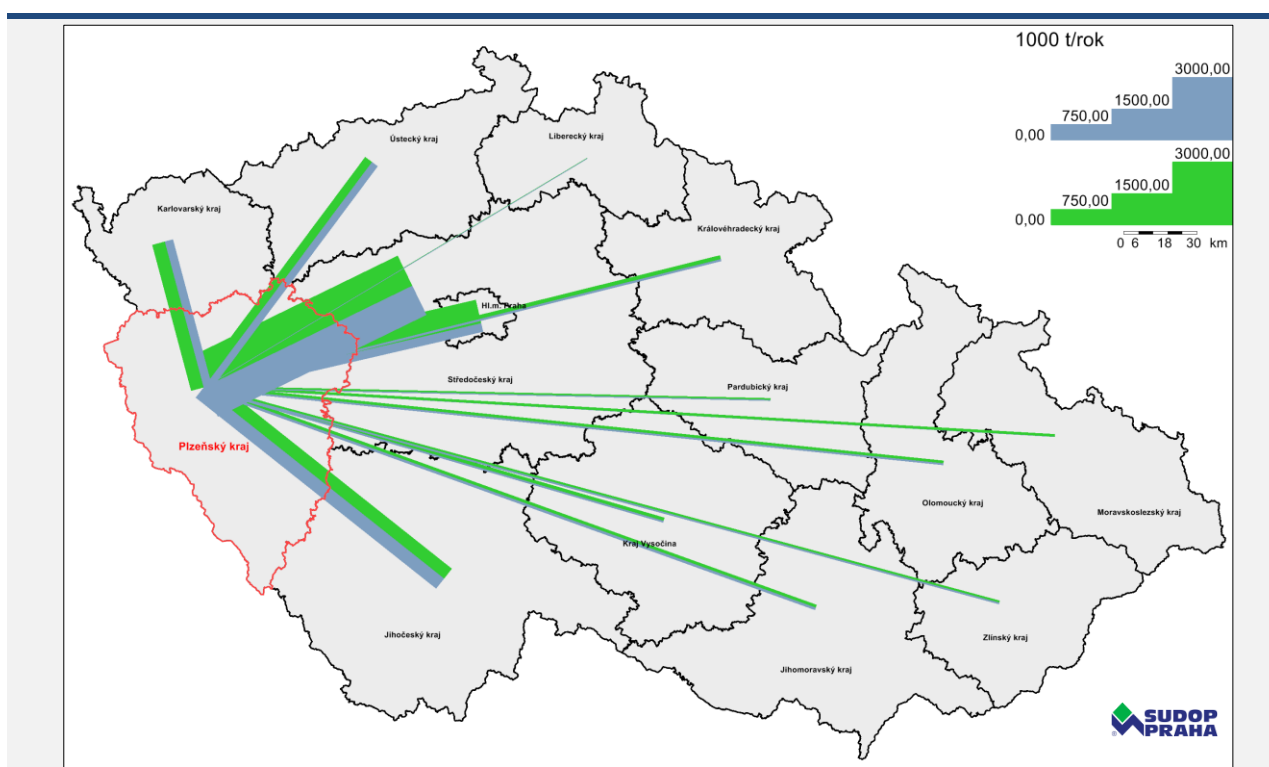 1000 t/rok
3000,00
1500,00
750,00
0,00
3000,00
1500,00
750,00
0,00
0 6 18 30 km
Ústecký kraj
Liberecký kraj
Karlovarský kraj
Královéhradecký kraj
Hl.m. Praha
Středočeský kraj
Pardubický kraj
Plzeňský kraj
Olomoucký kraj
Moravskoslezský kraj
Kraj Vysočina
Jihočeský kraj
Zlínský kraj
Jihomoravský kraj
SUDOP
PRAHA
®